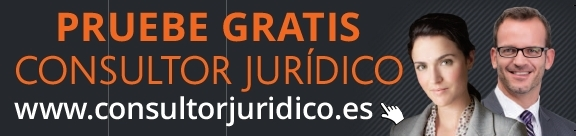 PRUEBE GRATIS
CONSULTOR JURÍDICO
www.consultorjuridico.es